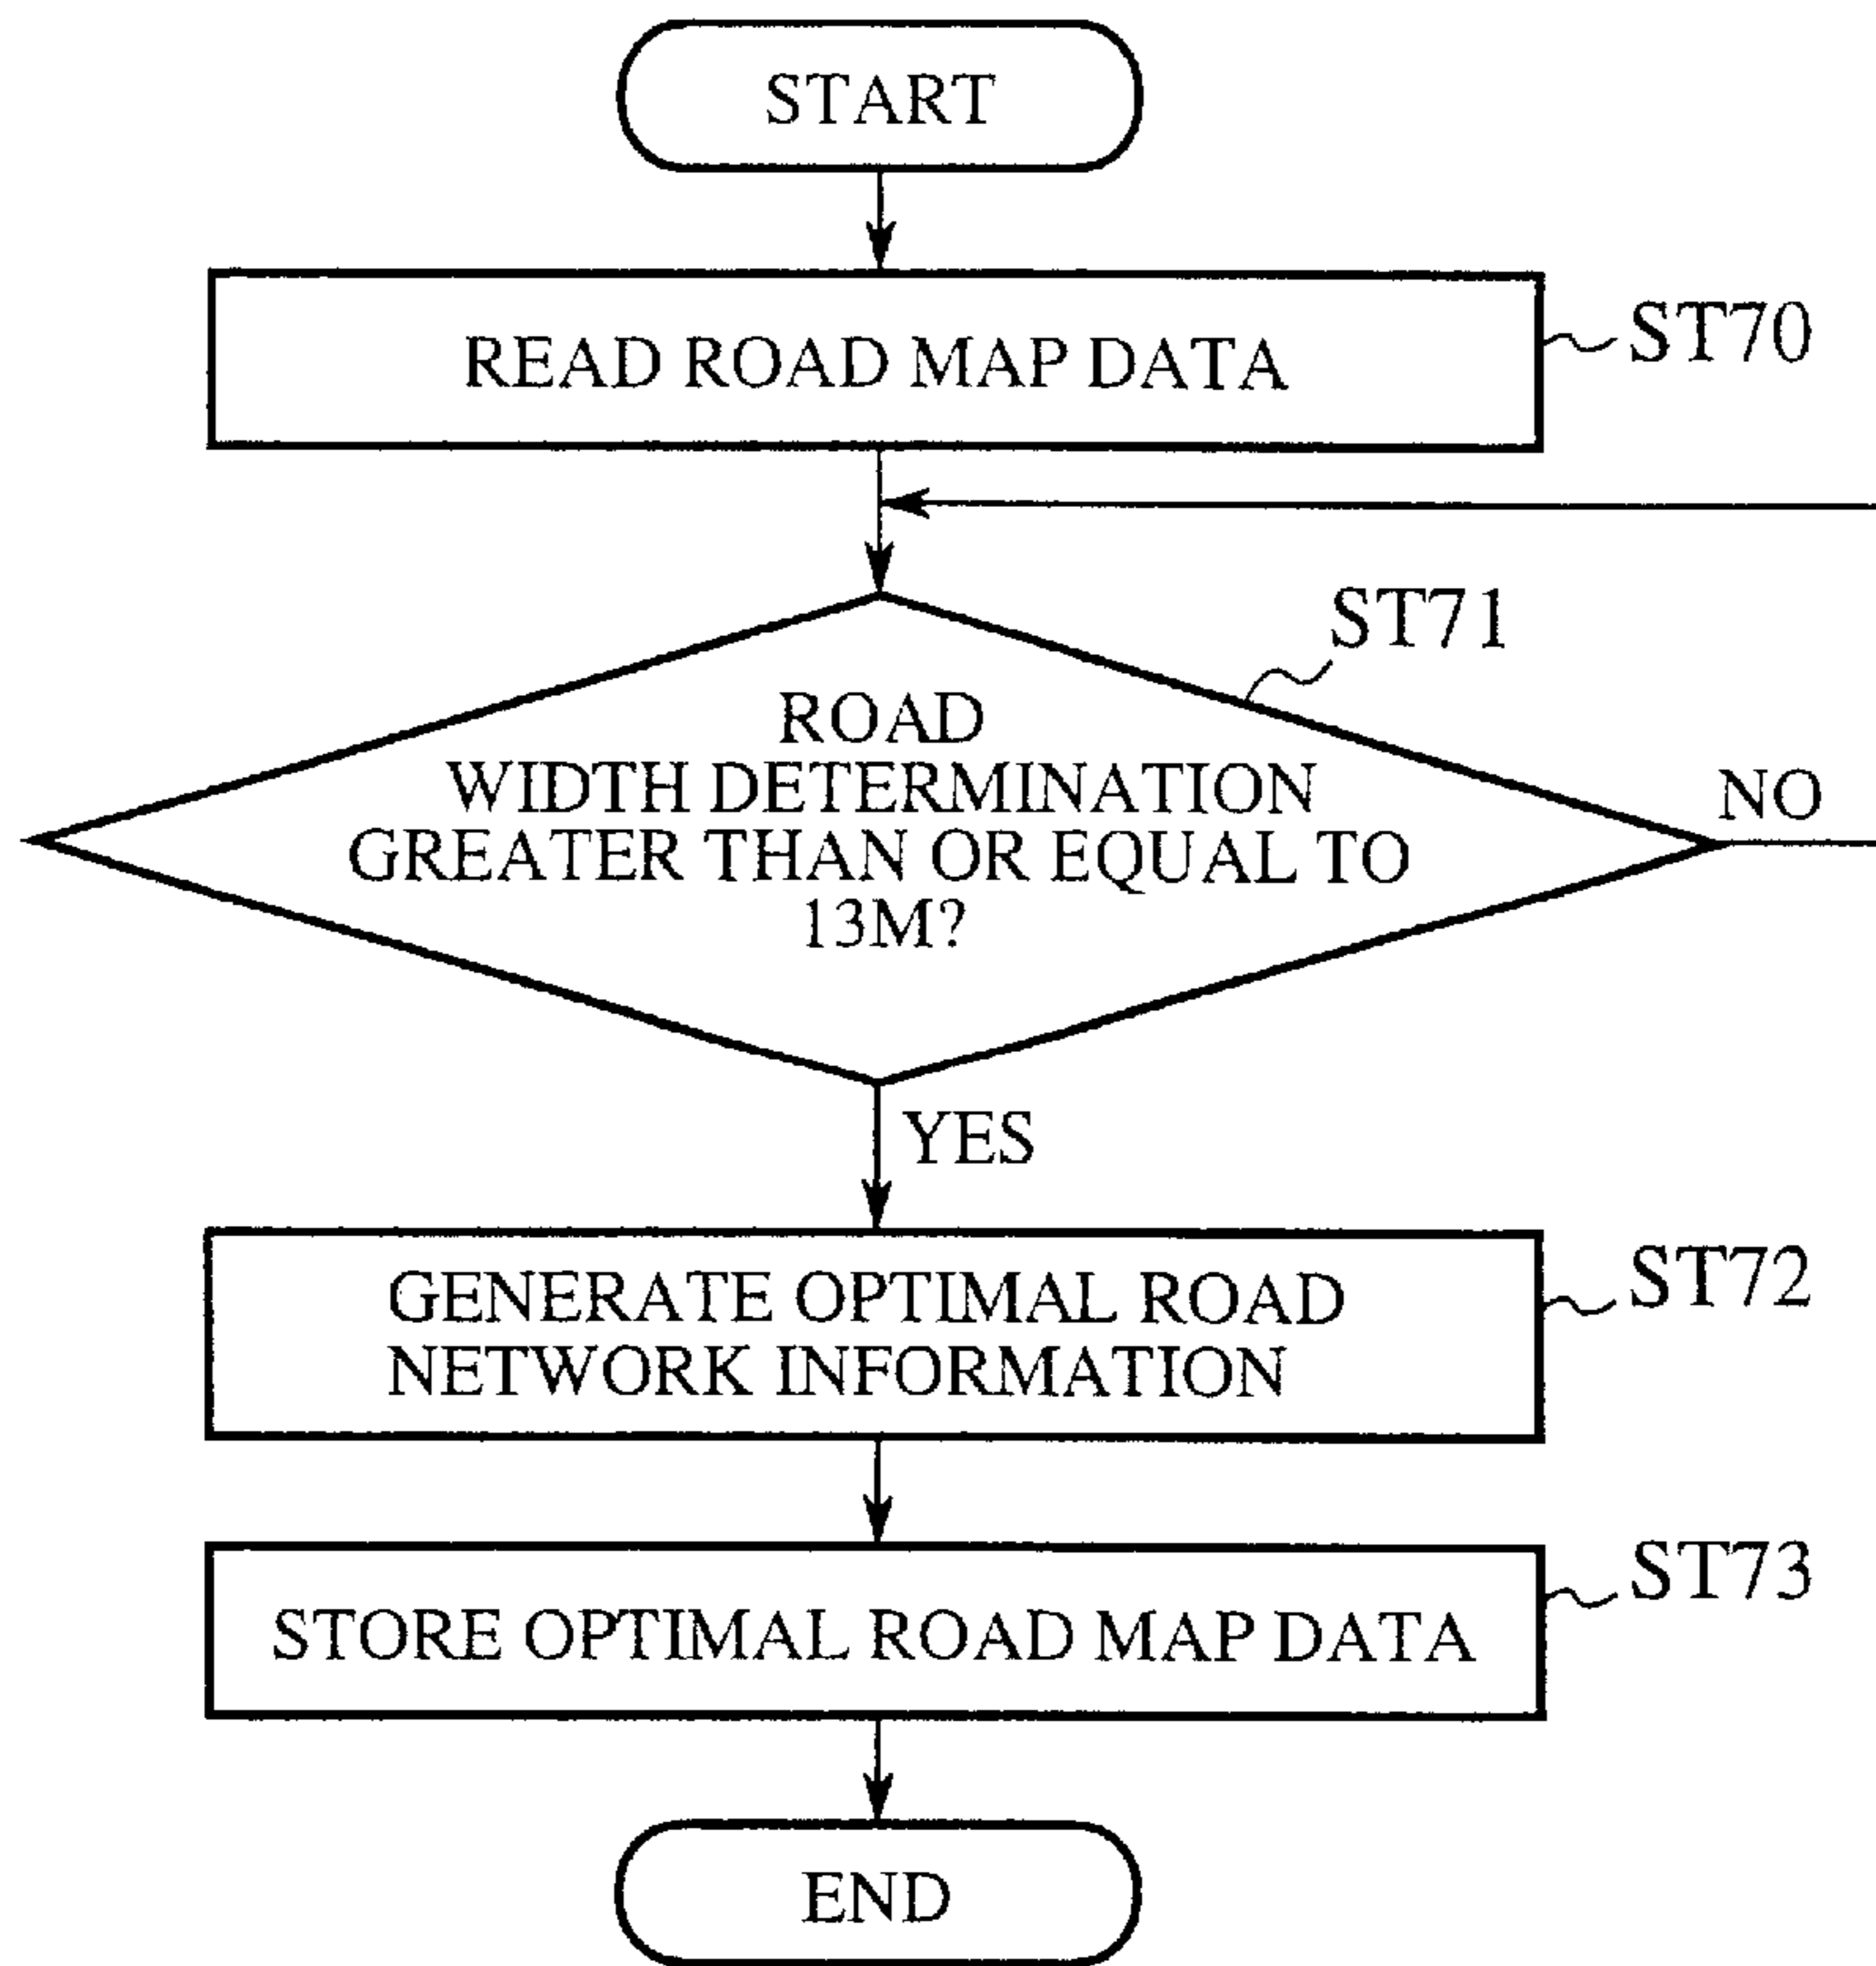 START
READ ROAD MAP DATA
ST70
ST71
ROAD
WIDTH DETERMINATION
GREATER THAN OR EQUAL TO
13M?
NO
YES
GENERATE OPTIMAL ROAD
NETWORK INFORMATION
ST72
STORE OPTIMAL ROAD MAP DATA
ST73
END